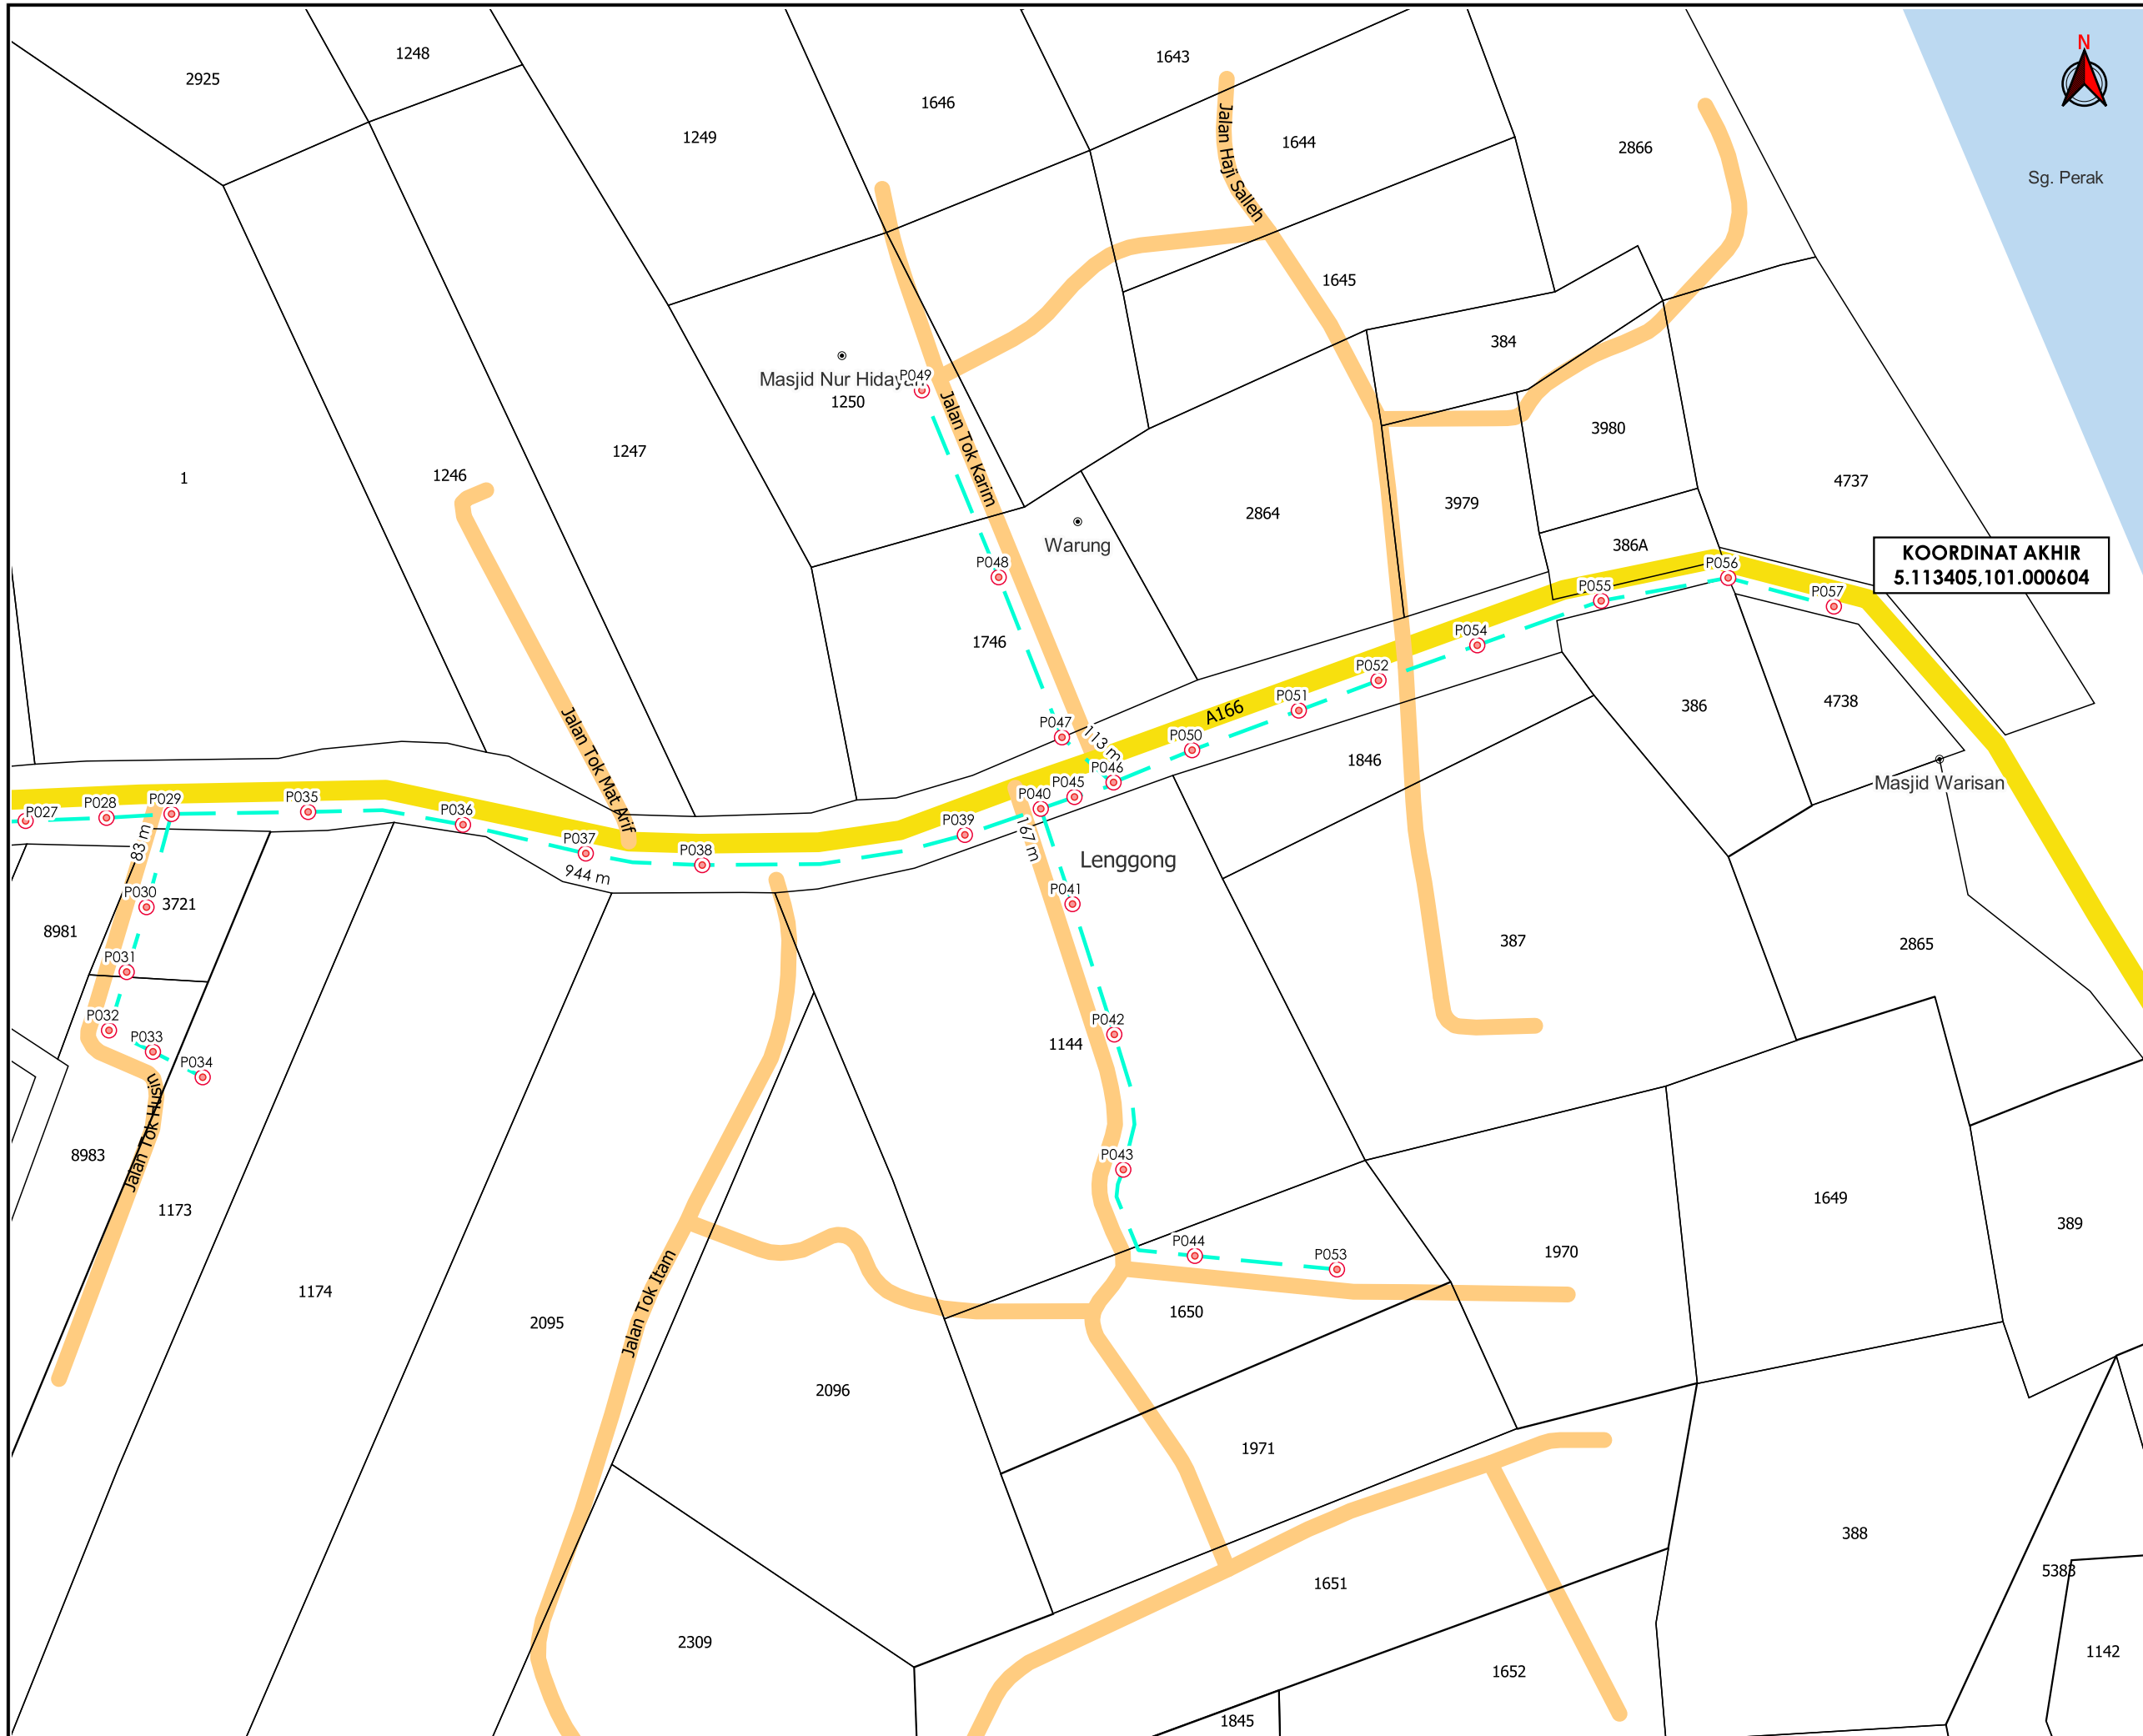 N
1248
2925
1643
1646
1249
1644
2866
Jalan Haji Salleh
Sg. Perak
1645
384
Masjid Nur Hidayah
P049
1250
Jalan Tok Karim
3980
1247
1246
1
4737
3979
2864
Warung
386A
KOORDINAT AKHIR
5.113405,101.000604
P048
P056
P055
P057
1746
P054
P052
P051
386
4738
A166
P047
113 m
P050
1846
Jalan Tok Mat Arif
P046
Masjid Warisan
P045
P040
P027
P028
P029
P035
P036
P039
P037
P038
83 m
944 m
167 m
Lenggong
P030
3721
P041
8981
387
2865
P031
P032
P033
P034
P042
1144
Jalan Tok Husin
8983
P043
1173
1649
389
P044
P053
1970
1174
Jalan Tok Itam
2095
1650
2096
1971
388
1651
5383
2309
1652
1142
1845